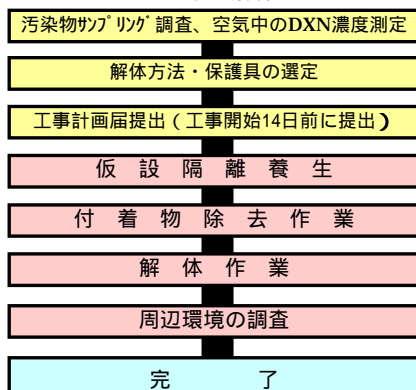 汚染物ｻﾝﾌﾟﾘﾝｸﾞ調査、空気中のDXN濃度測定
解体方法・保護具の選定
工事計画届提出（工事開始14日前に提出）
仮設隔離養生
付着物除去作業
解体作業
周辺環境の調査
完了